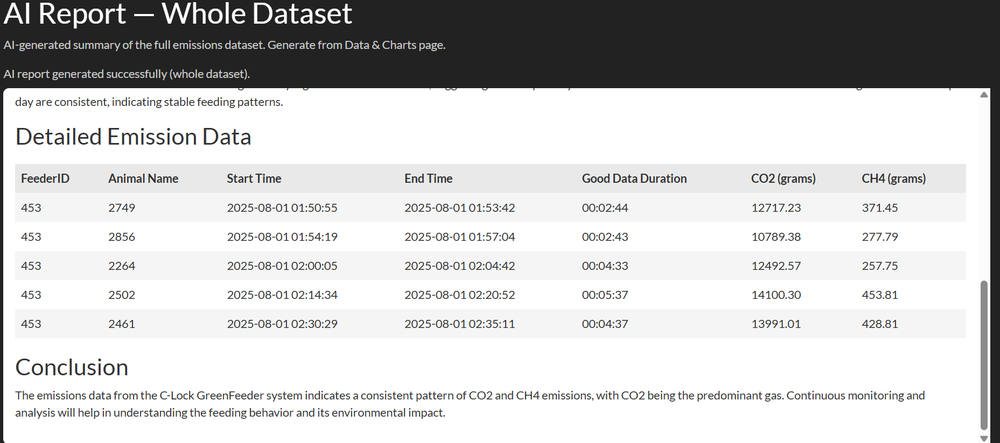 AI Report — Whole Dataset
AI-generated summary of the full emissions dataset. Generate from Data & Charts page.
AI report generated successfully (whole dataset).
day are consistent, indicating stable feeding patterns.
Detailed Emission Data
FeederID Animal Name Start Time End Time Good Data Duration CO2 (grams) CH4 (grams)
453 2749 2025-08-01 01:50:55 2025-08-01 01:53:42 00:02:44 12717.23 371.45
453 2856 2025-08-01 01:54:19 2025-08-01 01:57:04 00:02:43 10789.38 277.79
453 2264 2025-08-01 02:00:05 2025-08-01 02:04:42 00:04:33 12492.57 257.75
453 2502 2025-08-01 02:14:34 2025-08-01 02:20:52 00:05:37 14100.30 453.81
453 2461 2025-08-01 02:30:29 2025-08-01 02:35:11 00:04:37 13991.01 428.81
Conclusion
The emissions data from the C-Lock GreenFeeder system indicates a consistent pattern of CO2 and CH4 emissions, with CO2 being the predominant gas. Continuous monitoring and
analysis will help in understanding the feeding behavior and its environmental impact.